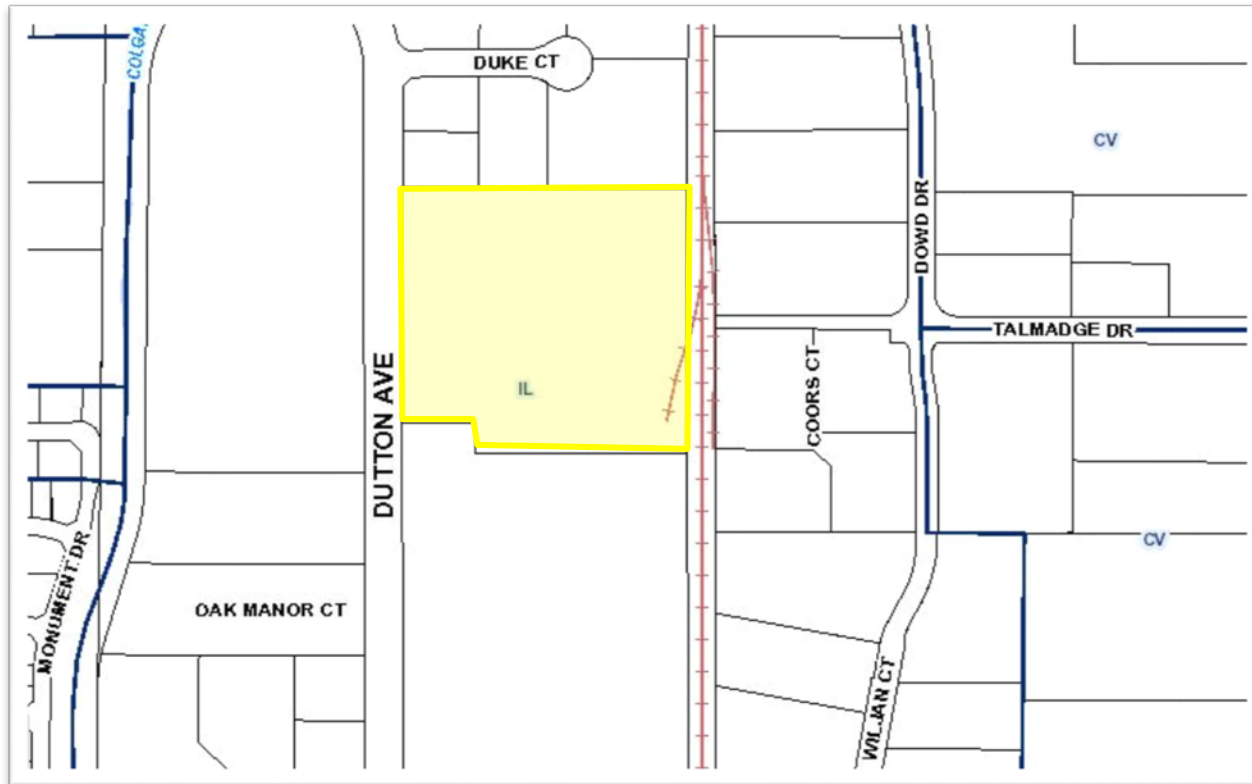 COLGA
DUKE CT
CV
DOWD DR
TALMADGE DR
DUTTON AVE
IL
COORS CT
CV
MONUMENT DR
OAK MANOR CT
WILJAN CT